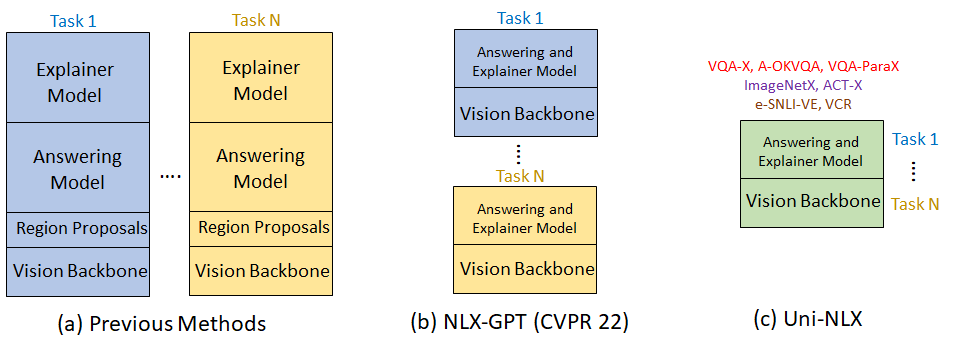 Task 1
Explainer
Model
Answering
Model
Region Proposals
Vision Backbone
....
Task N
Explainer
Model
Answering
Model
Region Proposals
Vision Backbone
(a) Previous Methods
Task 1
Answering and
Explainer Model
Vision Backbone
Task N
Answering and
Explainer Model
Vision Backbone
(b) NLX-GPT (CVPR 22)
VQA-X, A-OKVQA, VQA-ParaX
ImageNetX, ACT-X
e-SNLI-VE, VCR
Answering and
Explainer Model
Vision Backbone
Task 1
Task N
(c) Uni-NLX